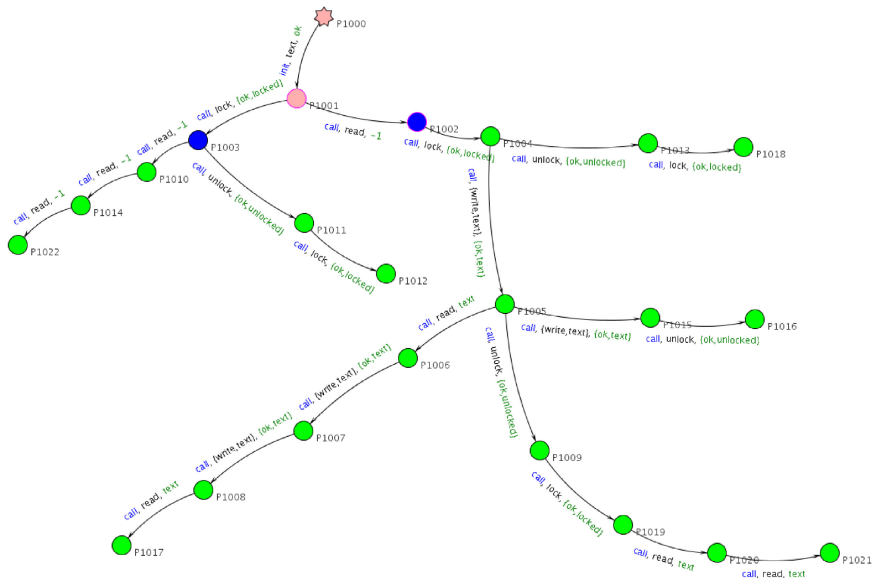 P1000
init, text, ok
P1001
call, lock, {ok,locked}
call, read, -1
P1002
P1003
call, lock, {ok,locked}
P1004
call, unlock, {ok,unlocked}
P1013
call, lock, {ok,locked}
P1018
call, read, -1
P1010
call, read, -1
P1014
call, read, -1
P1022
call, unlock, {ok,unlocked}
P1011
call, lock, {ok,locked}
P1012
call, {write,text}, {ok,text}
P1005
call, {write,text}, {ok,text}
P1015
call, unlock, {ok,unlocked}
P1016
call, read, text
P1006
call, {write,text}, {ok,text}
P1007
call, {write,text}, {ok,text}
P1008
call, read, text
P1017
call, unlock, {ok,unlocked}
P1009
call, lock, {ok,locked}
P1019
call, read, text
P1020
call, read, text
P1021